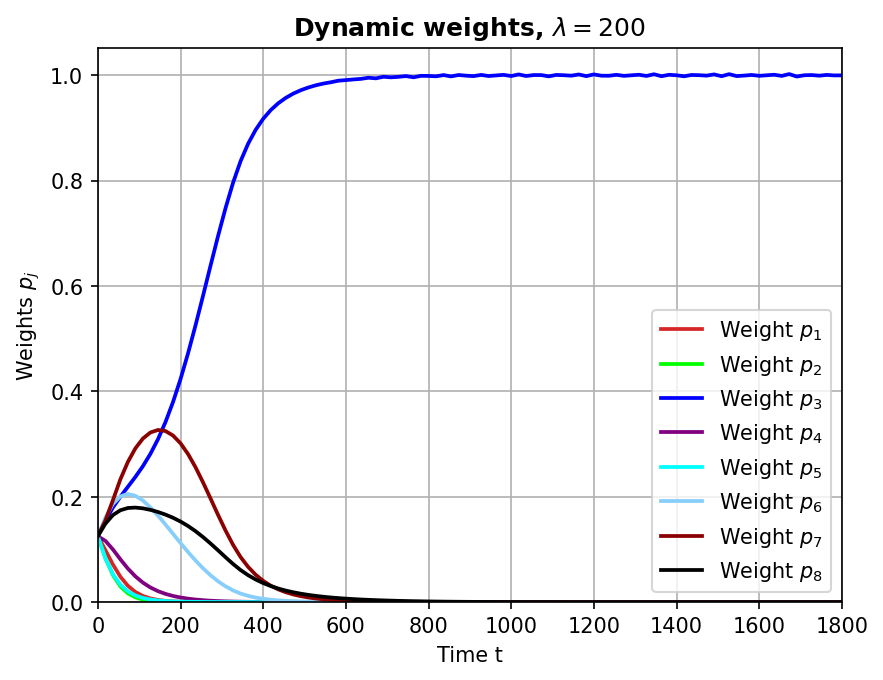 Dynamic weights, λ = 200
Weights p_j
1.0
0.8
0.6
0.4
0.2
0.0
0 200 400 600 800 1000 1200 1400 1600 1800
Time t
Weight p_1
Weight p_2
Weight p_3
Weight p_4
Weight p_5
Weight p_6
Weight p_7
Weight p_8